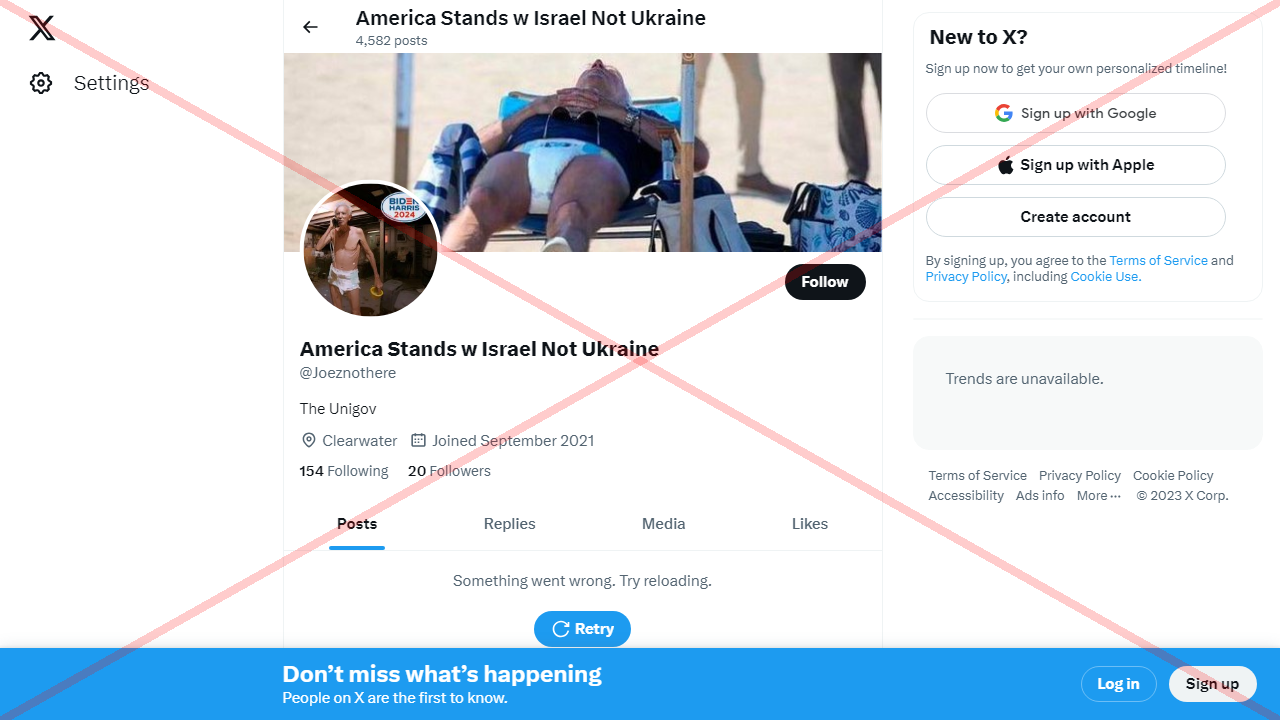 America Stands w Israel Not Ukraine
4,582 posts
Settings
BIDEN
HARRIS
2024
Follow
America Stands w Israel Not Ukraine
@Joeznothere
The Unigov
Clearwater Joined September 2021
154 Following 20 Followers
Posts Replies Media Likes
Something went wrong. Try reloading.
Retry
New to X?
Sign up now to get your own personalized timeline!
Sign up with Google
Sign up with Apple
Create account
By signing up, you agree to the Terms of Service and
Privacy Policy, including Cookie Use.
Trends are unavailable.
Terms of Service Privacy Policy Cookie Policy
Accessibility Ads info More ··· © 2023 X Corp.
Don’t miss what’s happening
People on X are the first to know.
Log in Sign up